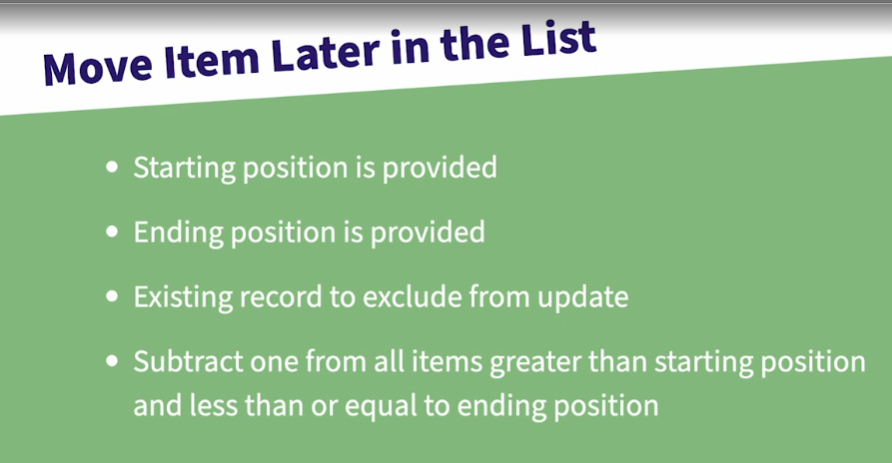 Move Item Later in the List
• Starting position is provided
• Ending position is provided
• Existing record to exclude from update
• Subtract one from all items greater than starting position
and less than or equal to ending position